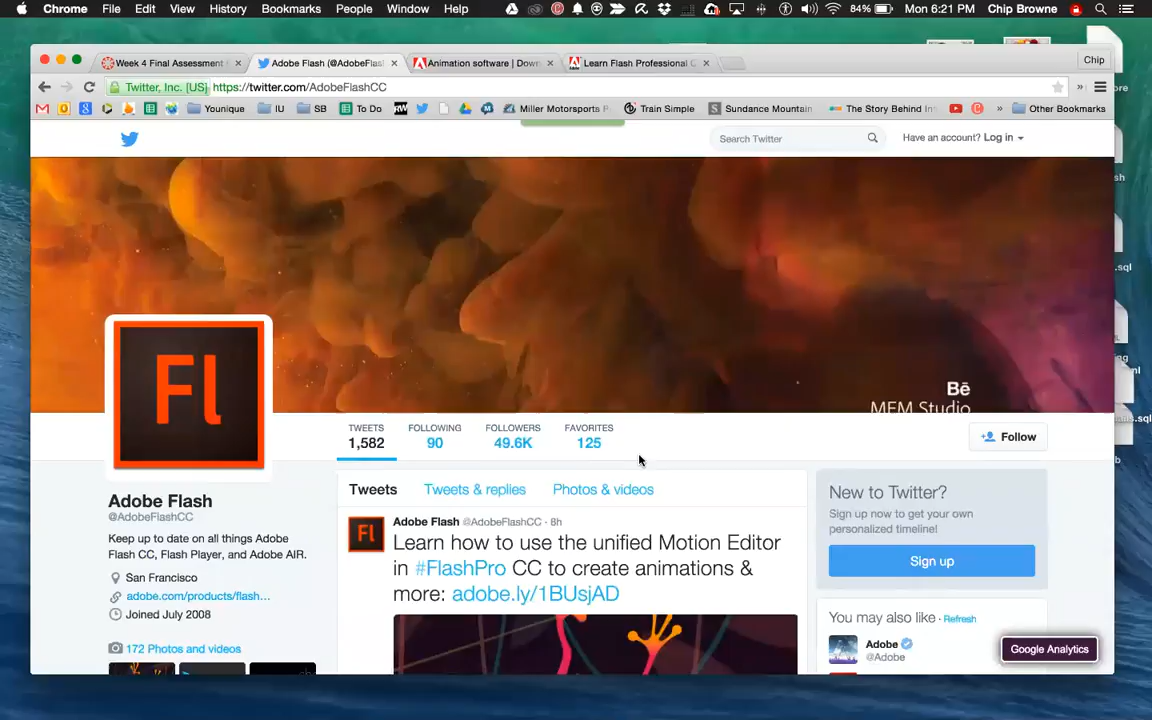 Chrome File Edit View History Bookmarks People Window Help 84% Mon 6:21 PM Chip Browne
Week 4 Final Assessment Adobe Flash (@AdobeFlas Animation software | Dow Learn Flash Professional C Chip
Twitter, Inc. [US] https://twitter.com/AdobeFlashCC
Younique IU SB To Do Miller Motorsports P Train Simple Sundance Mountain The Story Behind In Other Bookmarks
Search Twitter Have an account? Log in
Bē
MFM Studio
Fl
TWEETS FOLLOWING FOLLOWERS FAVORITES
1,582 90 49.6K 125
Follow
Adobe Flash
@AdobeFlashCC
Keep up to date on all things Adobe
Flash CC, Flash Player, and Adobe AIR.
San Francisco
adobe.com/products/flash...
Joined July 2008
172 Photos and videos
Tweets Tweets & replies Photos & videos
Fl
Adobe Flash @AdobeFlashCC · 8h
Learn how to use the unified Motion Editor
in #FlashPro CC to create animations &
more: adobe.ly/1BUsjAD
New to Twitter?
Sign up now to get your own
personalized timeline!
Sign up
You may also like · Refresh
Adobe
@Adobe
Google Analytics